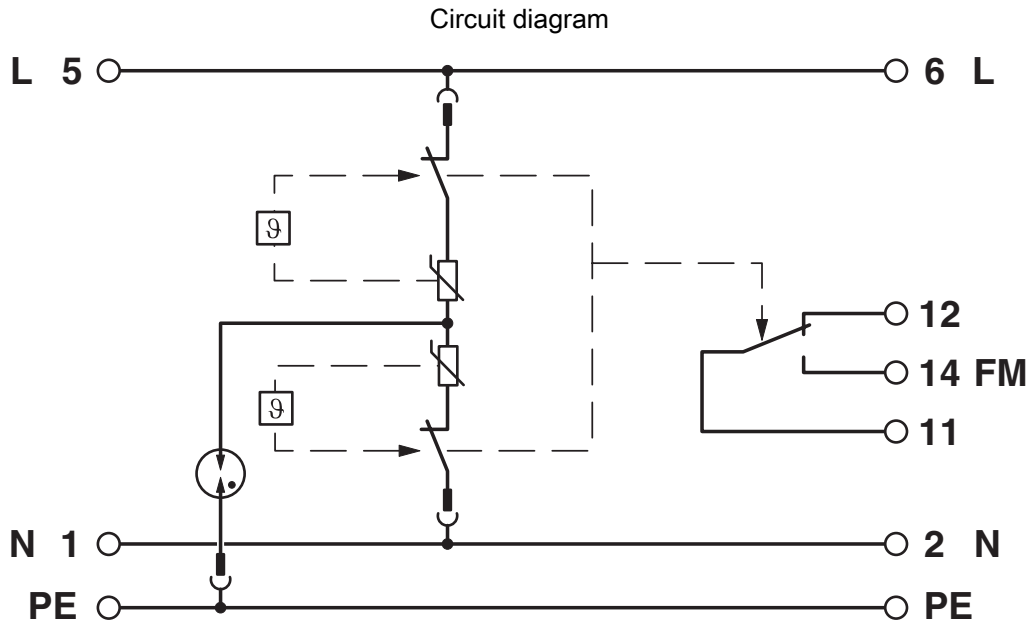 Circuit diagram
L 5 6 L
ϑ
12
14 FM
ϑ
11
N 1 2 N
PE PE